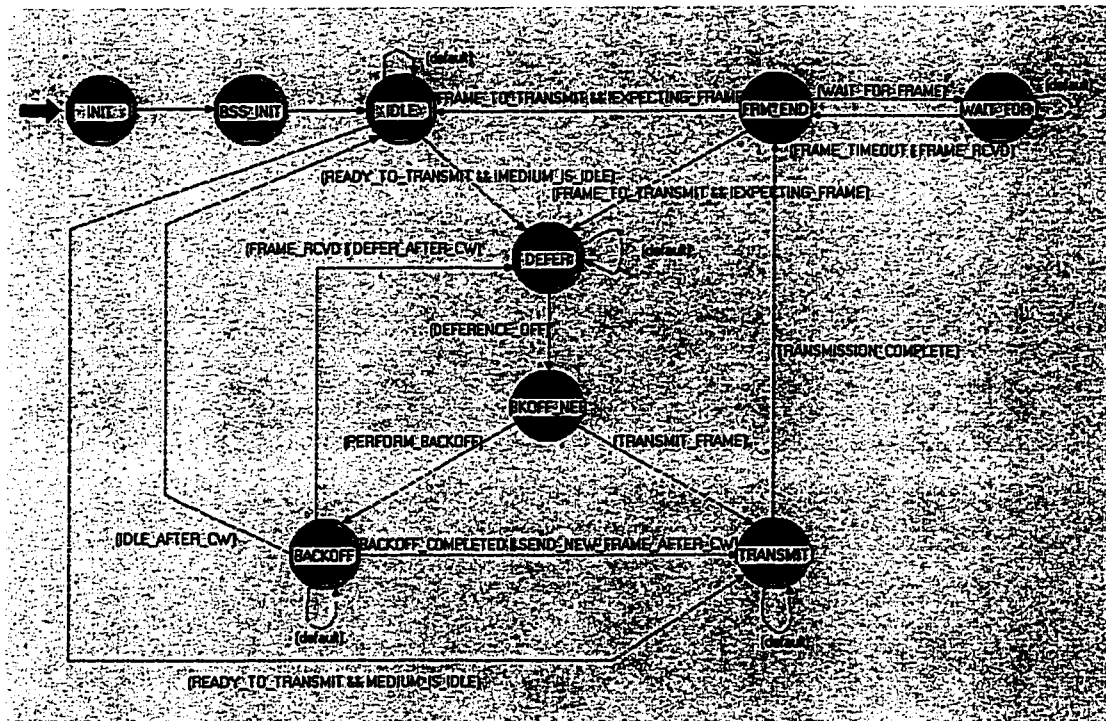 (default)
INIT
BSS_INIT
IDLE
(FRAME_TO_TRANSMIT && !EXPECTING_FRAME)
FRM_END
(WAIT_FOR_FRAME)
WAIT_FOR
(default)
(FRAME_TIMEOUT || FRAME_RCVD)
(READY_TO_TRANSMIT && !MEDIUM_IS_IDLE)
(FRAME_TO_TRANSMIT && !EXPECTING_FRAME)
(FRAME_RCVD || DEFER_AFTER_CW)
DEFER
(default)
(DEFERENCE_OFF)
(TRANSMISSION_COMPLETE)
BKOFF_NE
(PERFORM_BACKOFF)
(TRANSMIT_FRAME)
(IDLE_AFTER_CW)
BACKOFF
BACKOFF_COMPLETED || SEND_NEW_FRAME_AFTER_CW)
TRANSMIT
(default)
(default)
(READY_TO_TRANSMIT && MEDIUM_IS_IDLE)